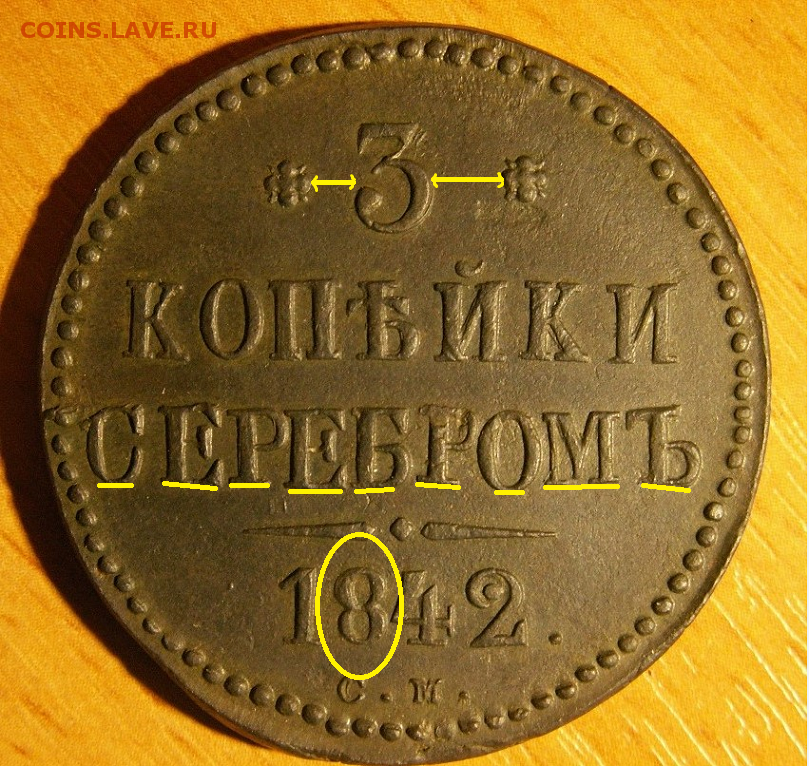 COINS.LAVE.RU
3
КОПѢЙКИ
СЕРЕБРОМЪ
1842.
С.М.